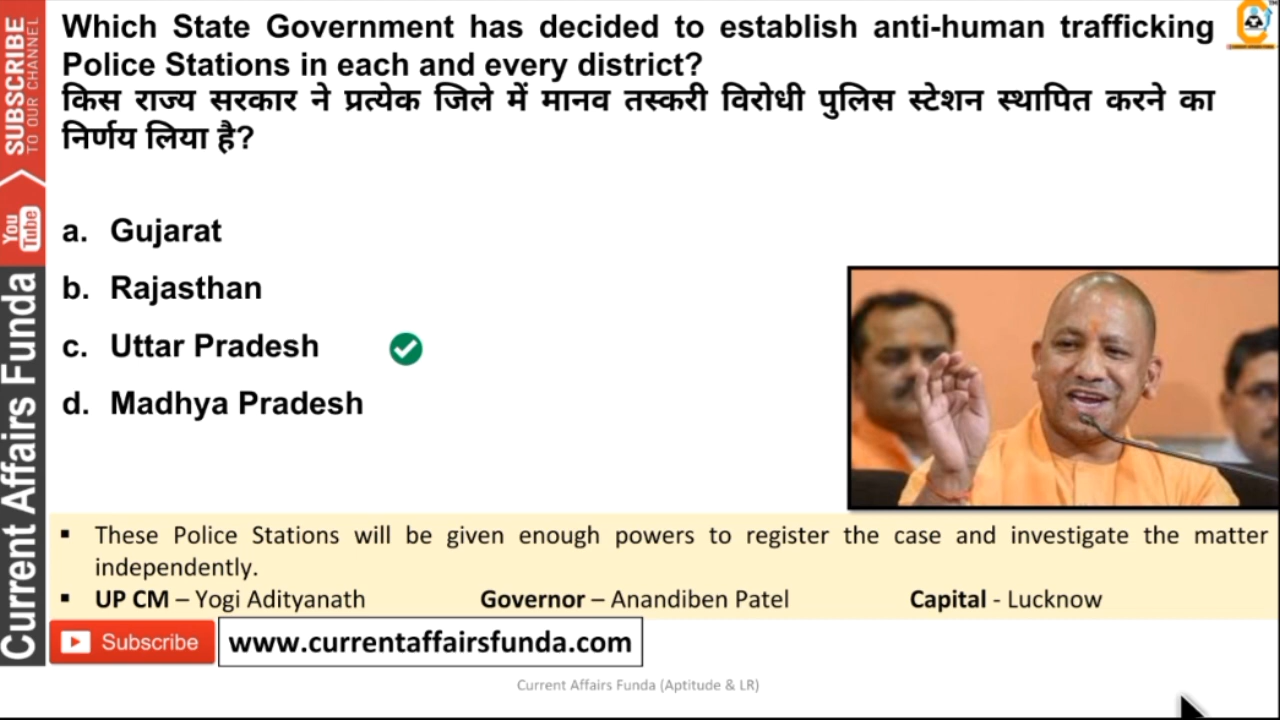 Which State Government has decided to establish anti-human trafficking
Police Stations in each and every district?
किस राज्य सरकार ने प्रत्येक जिले में मानव तस्करी विरोधी पुलिस स्टेशन स्थापित करने का
निर्णय लिया है?
a. Gujarat
b. Rajasthan
c. Uttar Pradesh
d. Madhya Pradesh
▪ These Police Stations will be given enough powers to register the case and investigate the matter
independently.
▪ UP CM – Yogi Adityanath Governor – Anandiben Patel Capital - Lucknow
Subscribe www.currentaffairsfunda.com
Current Affairs Funda (Aptitude & LR)
SUBSCRIBE
TO OUR CHANNEL
You Tube
Current Affairs Funda